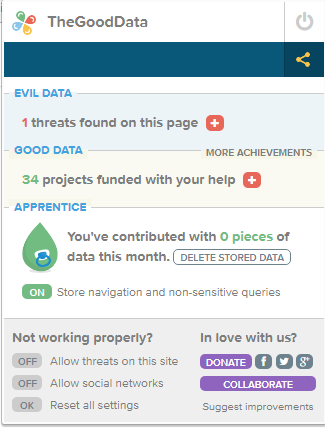 TheGoodData
EVIL DATA
1 threats found on this page +
GOOD DATA
MORE ACHIEVEMENTS
34 projects funded with your help +
APPRENTICE
You've contributed with 0 pieces of
data this month. DELETE STORED DATA
ON Store navigation and non-sensitive queries
Not working properly?
OFF Allow threats on this site
OFF Allow social networks
OK Reset all settings
In love with us?
DONATE f g+
COLLABORATE
Suggest improvements